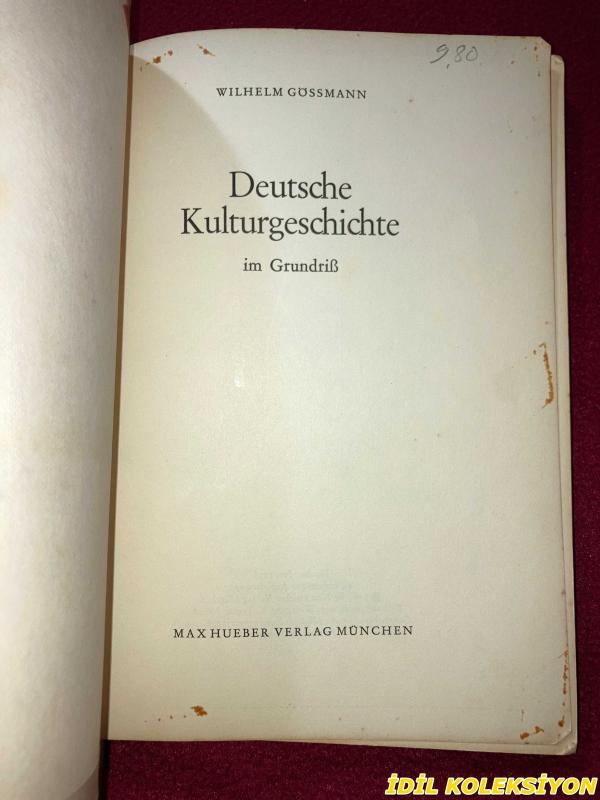 9,80
WILHELM GÖSSMANN
Deutsche
Kulturgeschichte
im Grundriß
MAX HUEBER VERLAG MÜNCHEN
İDİL KOLEKSİYON